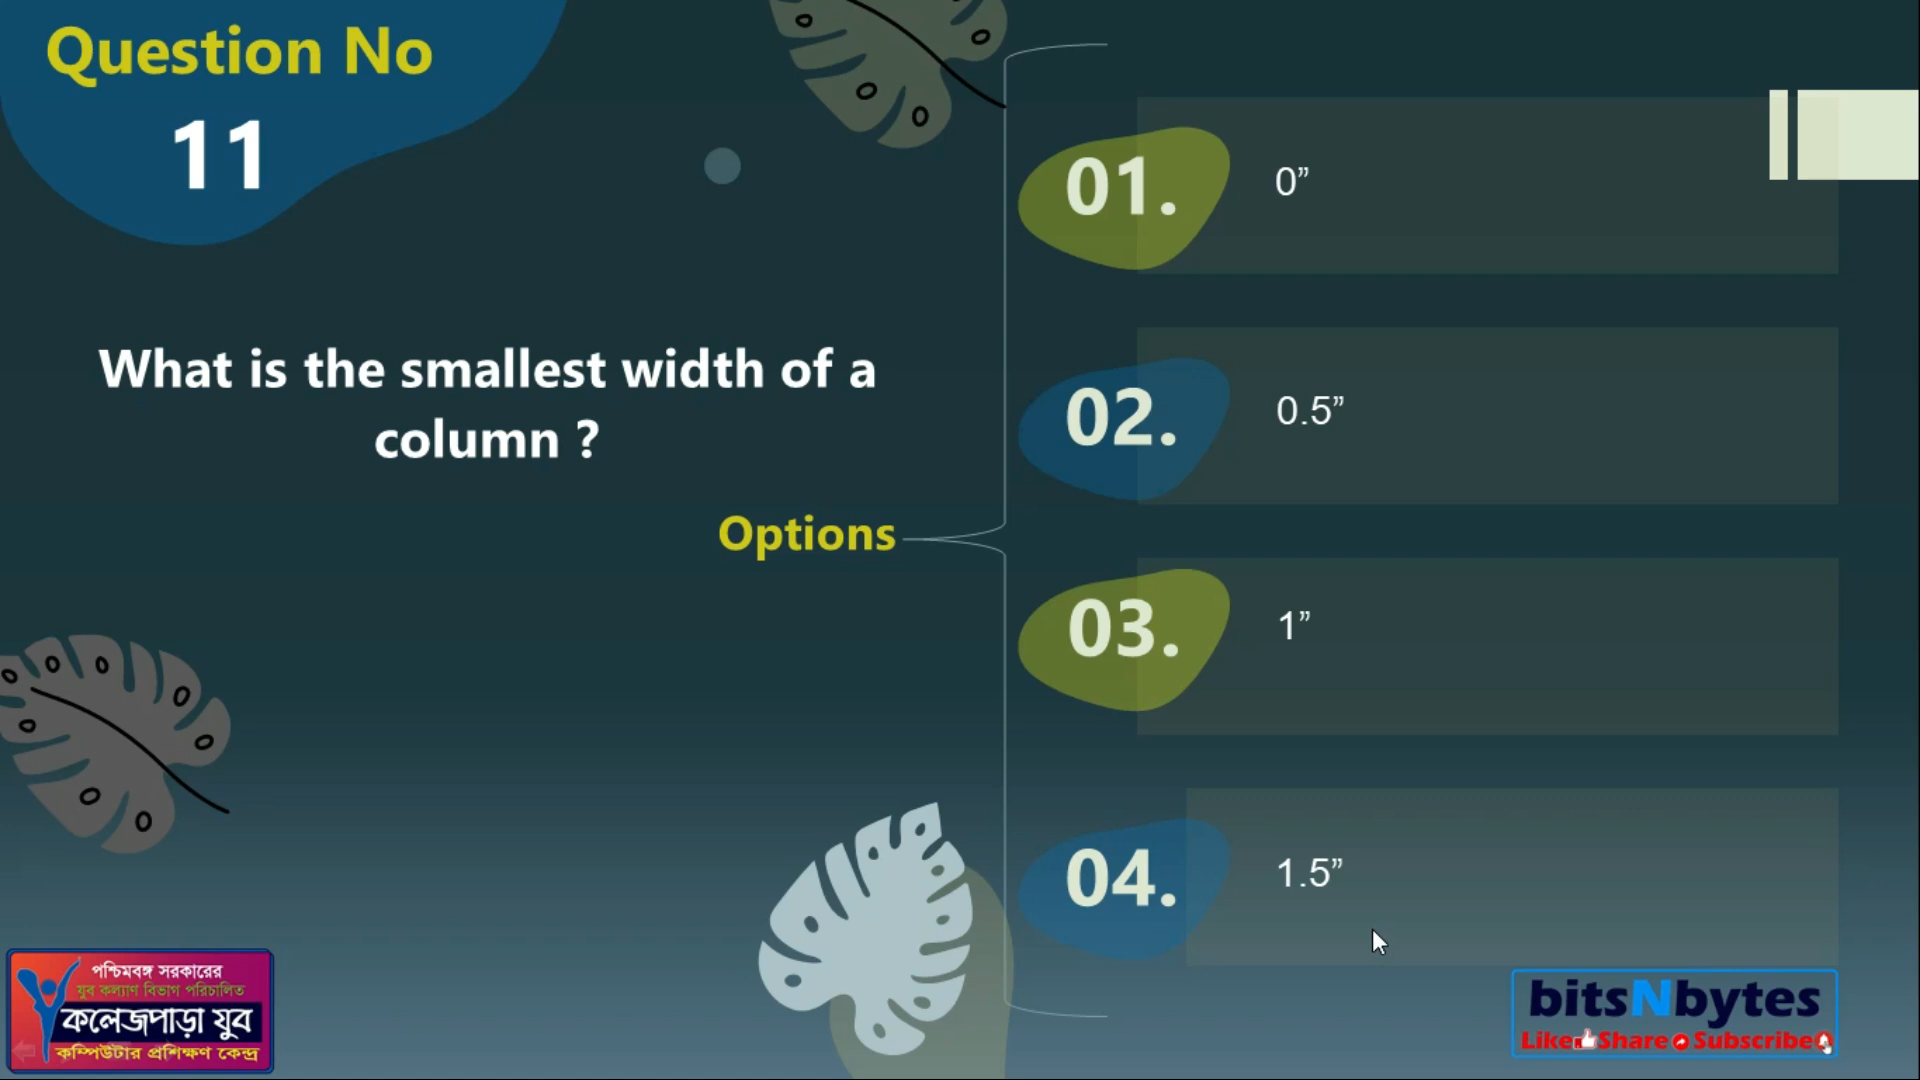 Question No
11
What is the smallest width of a
column ?
Options
01.
0”
02.
0.5”
03.
1”
04.
1.5”
পশ্চিমবঙ্গ সরকারের
যুব কল্যাণ বিভাগ পরিচালিত
কলেজপাড়া যুব
কম্পিউটার প্রশিক্ষণ কেন্দ্র
bitsNbytes
Like Share Subscribe